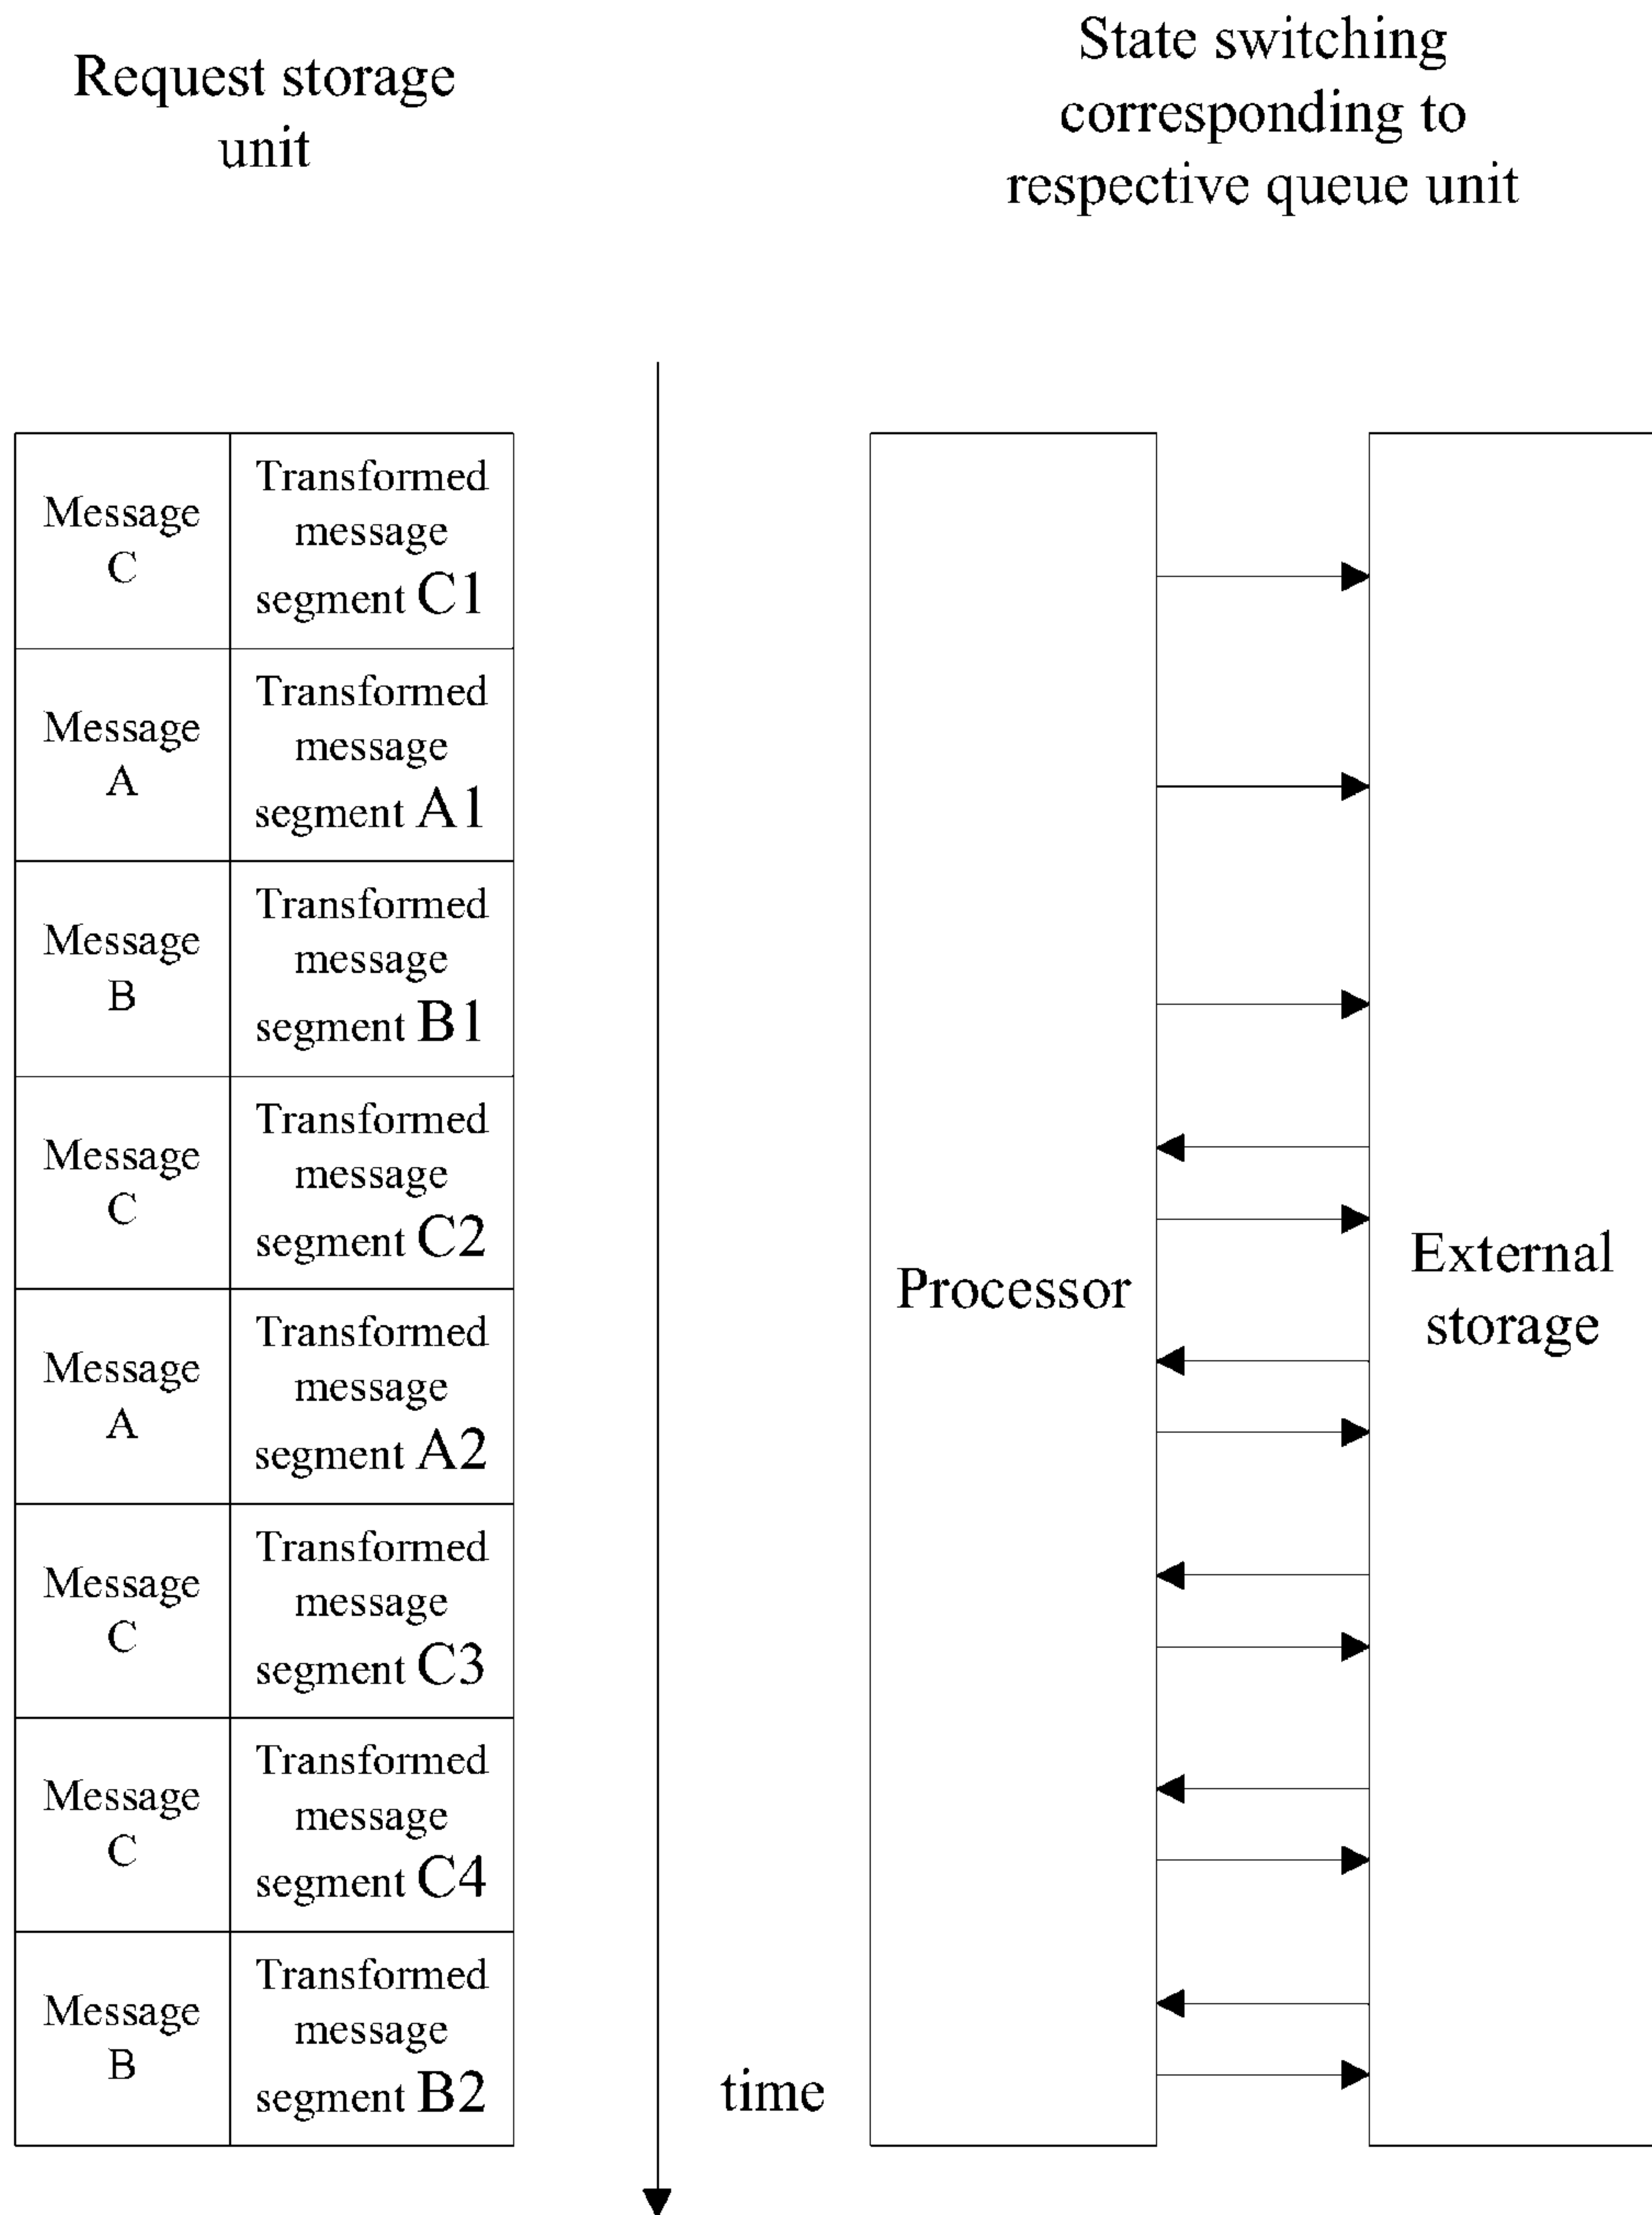 Request storage
unit
State switching
corresponding to
respective queue unit
Message
C
Transformed
message
segment C1
Message
A
Transformed
message
segment A1
Message
B
Transformed
message
segment B1
Message
C
Transformed
message
segment C2
Message
A
Transformed
message
segment A2
Message
C
Transformed
message
segment C3
Message
C
Transformed
message
segment C4
Message
B
Transformed
message
segment B2
time
Processor
External
storage